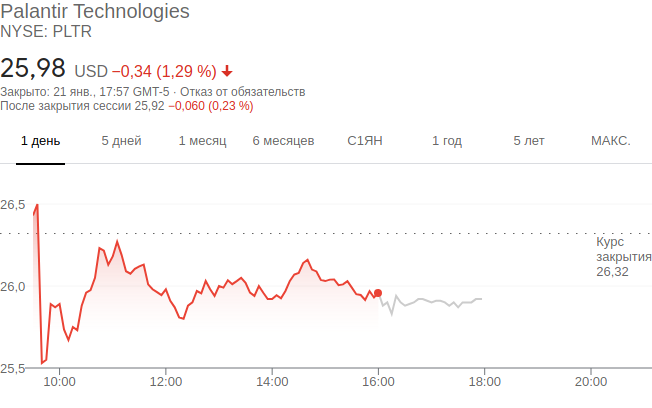 Palantir Technologies
NYSE: PLTR
25,98 USD −0,34 (1,29 %)
Закрыто: 21 янв., 17:57 GMT-5 · Отказ от обязательств
После закрытия сессии 25,92 −0,060 (0,23 %)
1 день 5 дней 1 месяц 6 месяцев С1ЯН 1 год 5 лет МАКС.
26,5
Курс
закрытия
26,32
26,0
25,5
10:00 12:00 14:00 16:00 18:00 20:00